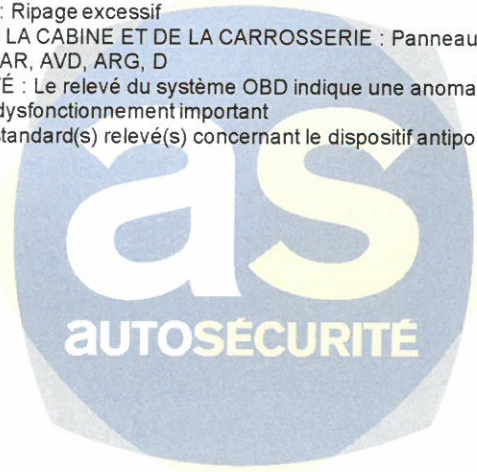 : Ripage excessif
LA CABINE ET DE LA CARROSSERIE : Panneau
AR, AVD, ARG, D
É : Le relevé du système OBD indique une anoma
dysfonctionnement important
standard(s) relevé(s) concernant le dispositif antipo
as
AUTOSÉCURITÉ